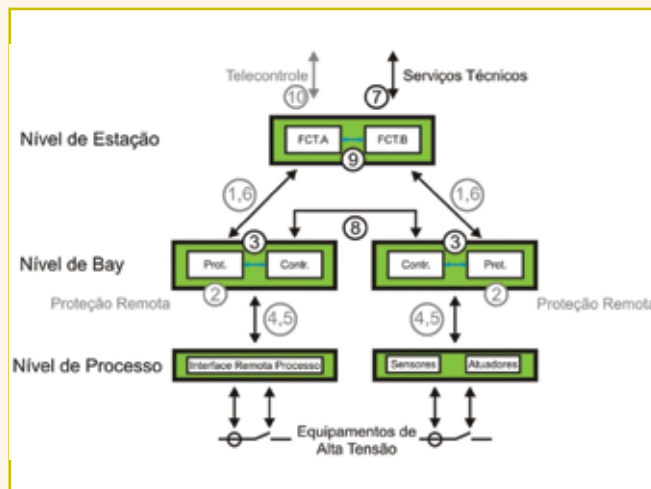 Telecontrole
Serviços Técnicos
10
7
Nível de Estação
FCT.A
FCT.B
9
1,6
1,6
8
3
3
Nível de Bay
Prot.
Contr.
Contr.
Prot.
Proteção Remota
2
2
Proteção Remota
4,5
4,5
Nível de Processo
Interface Remota Processo
Sensores
Atuadores
Equipamentos de
Alta Tensão